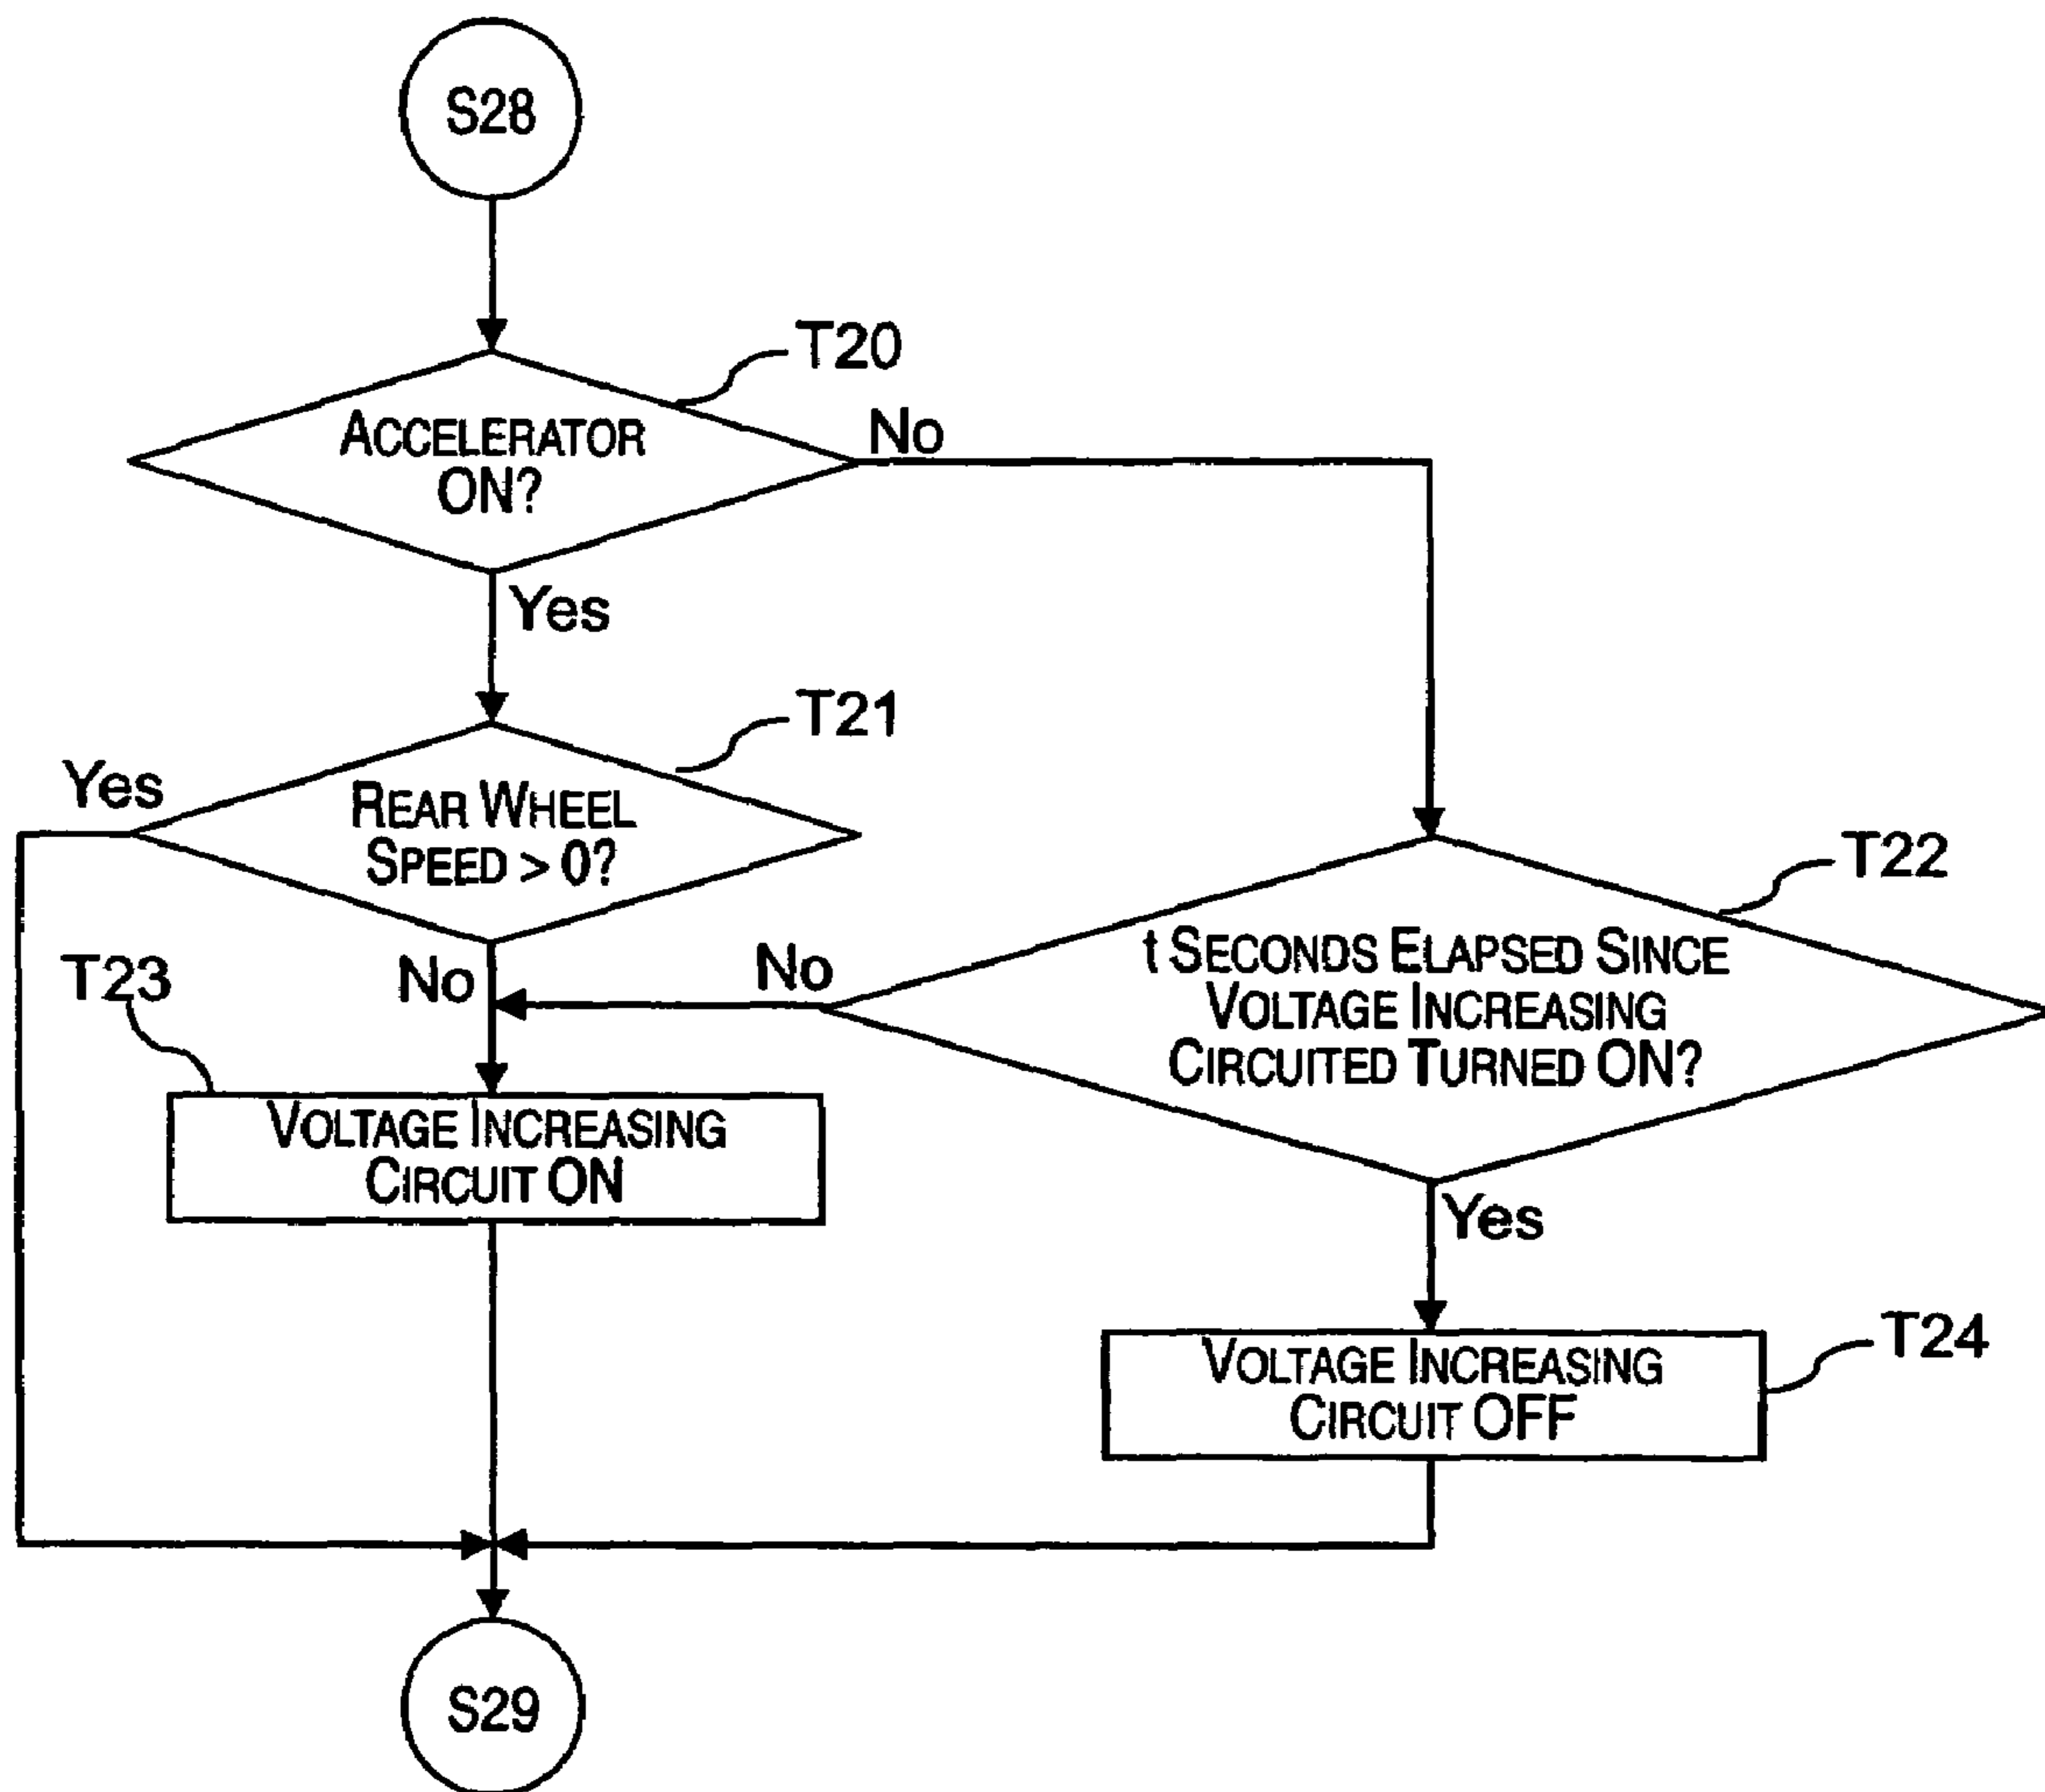 S28
T20
ACCELERATOR
ON?
No
Yes
T21
Yes
REAR WHEEL
SPEED > 0?
T22
t SECONDS ELAPSED SINCE
VOLTAGE INCREASING
CIRCUITED TURNED ON?
No
No
T23
VOLTAGE INCREASING
CIRCUIT ON
Yes
T24
VOLTAGE INCREASING
CIRCUIT OFF
S29